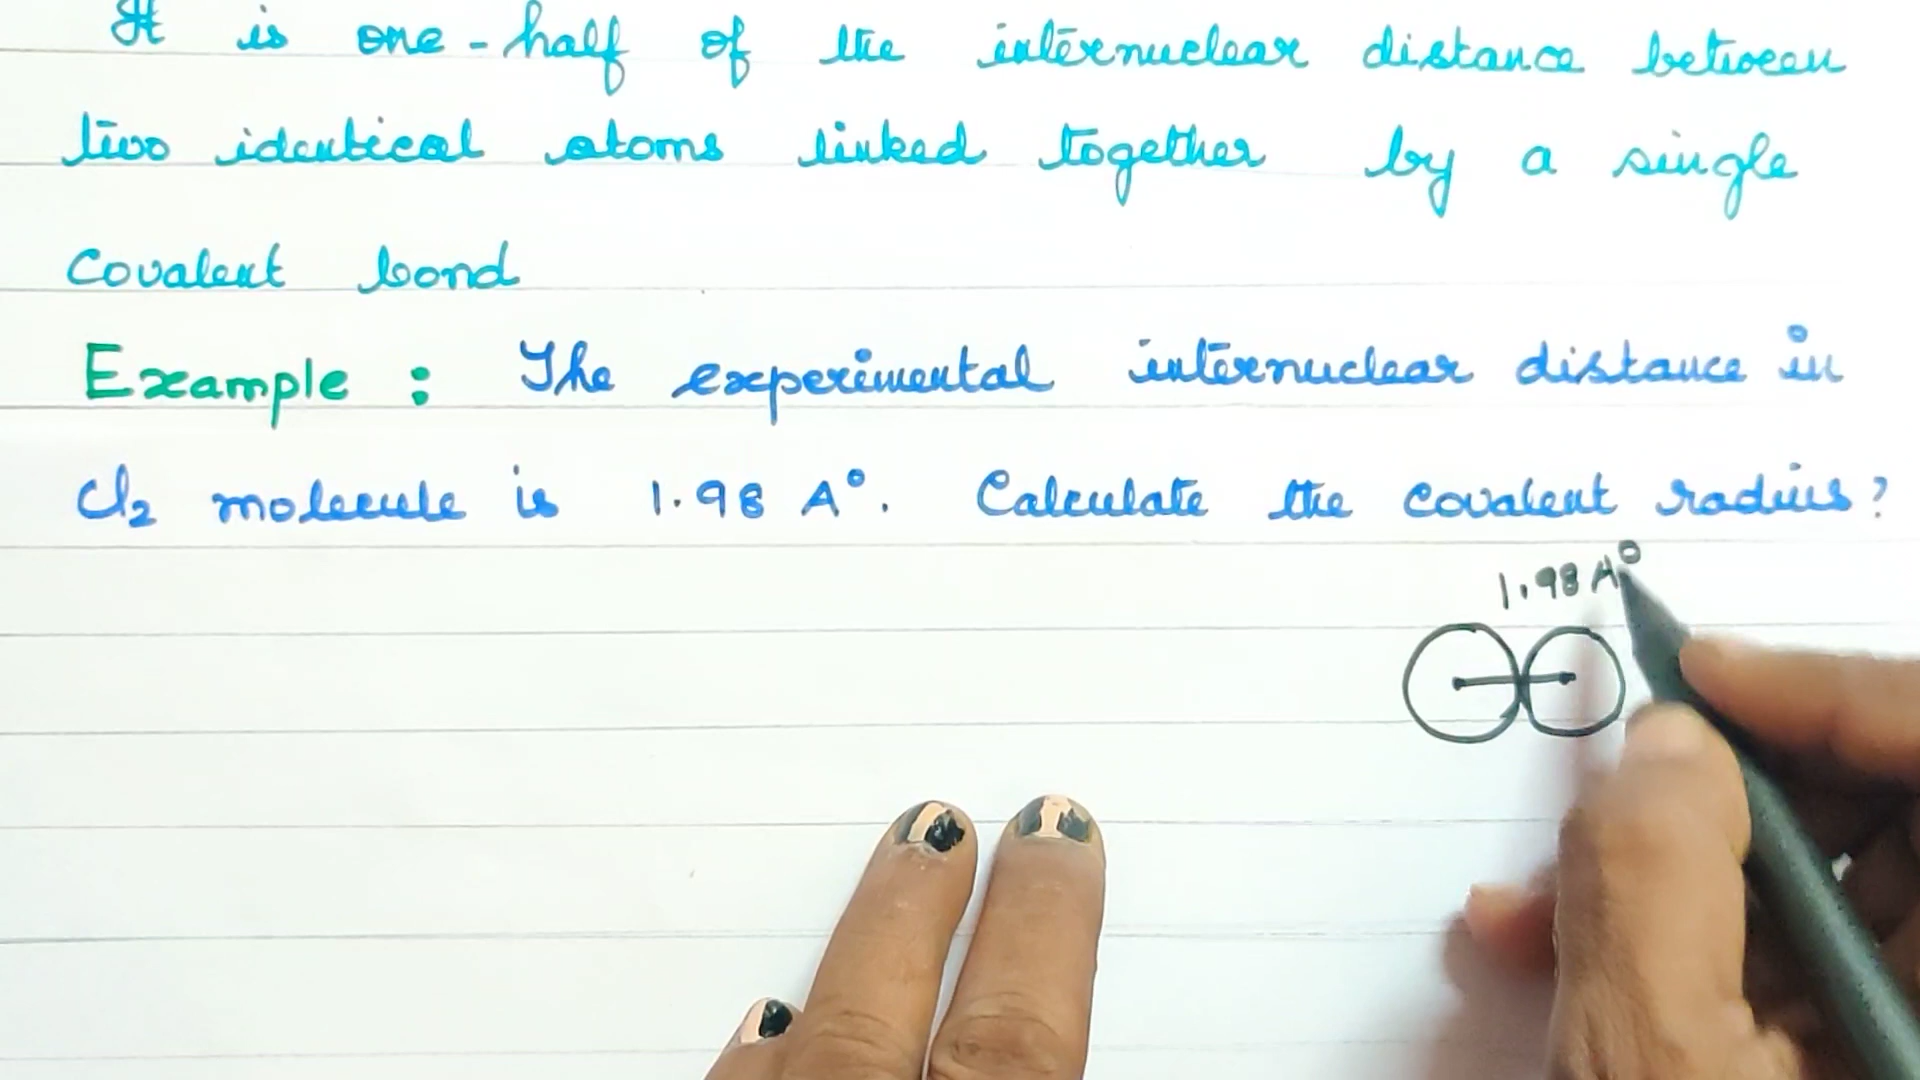 It is one-half of the internuclear distance between
two identical atoms linked together by a single
covalent bond
Example : The experimental internuclear distance in
Cl₂ molecule is 1.98 A°. Calculate the covalent radius?
1.98 A°